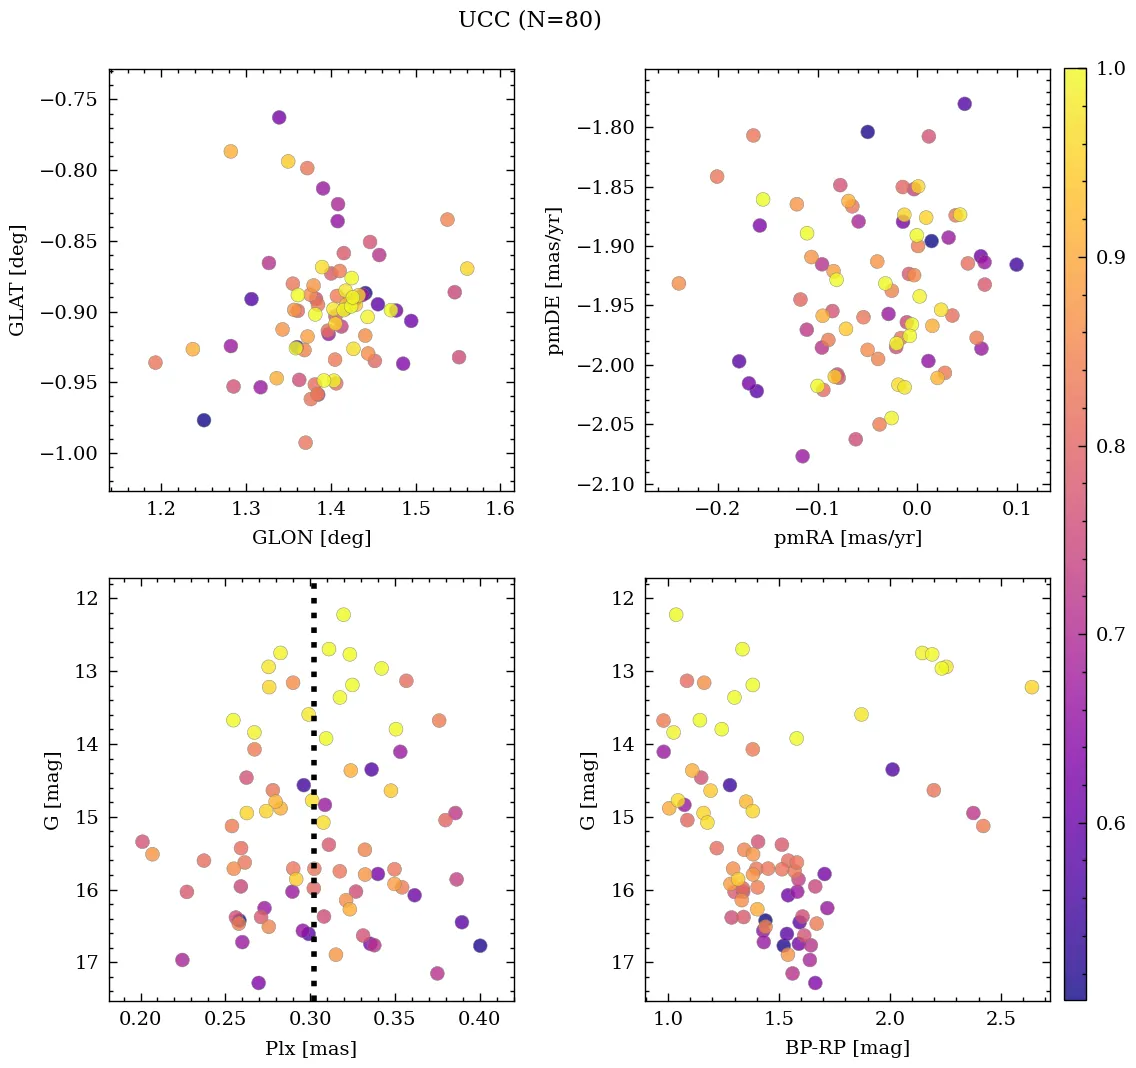 UCC (N=80)
−0.75
−0.80
−0.85
−0.90
−0.95
−1.00
GLAT [deg]
1.2 1.3 1.4 1.5 1.6
GLON [deg]
−1.80
−1.85
−1.90
−1.95
−2.00
−2.05
−2.10
pmDE [mas/yr]
−0.2 −0.1 0.0 0.1
pmRA [mas/yr]
12
13
14
15
16
17
G [mag]
0.20 0.25 0.30 0.35 0.40
Plx [mas]
12
13
14
15
16
17
G [mag]
1.0 1.5 2.0 2.5
BP-RP [mag]
1.0
0.9
0.8
0.7
0.6